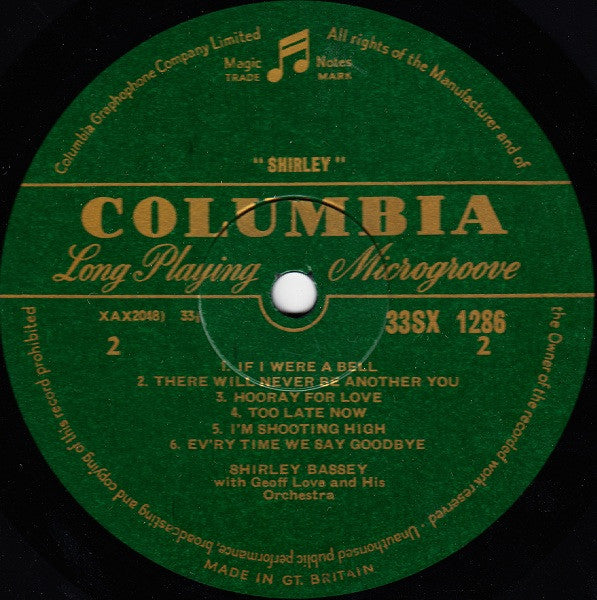 Columbia Graphophone Company Limited
All rights of the Manufacturer and of
the Owner of the recorded work reserved.
Unauthorised public performance, broadcasting and copying of this record prohibited
Magic Notes
TRADE MARK
" SHIRLEY "
COLUMBIA
Long Playing Microgroove
33SX 1286
2 2
1. IF I WERE A BELL
2. THERE WILL NEVER BE ANOTHER YOU
3. HOORAY FOR LOVE
4. TOO LATE NOW
5. I'M SHOOTING HIGH
6. EV'RY TIME WE SAY GOODBYE
SHIRLEY BASSEY
with Geoff Love and His
Orchestra
MADE IN GT. BRITAIN